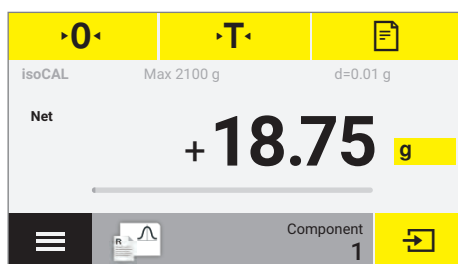 0 T
isoCAL Max 2100 g d=0.01 g
Net
+18.75 g
R
Component
1